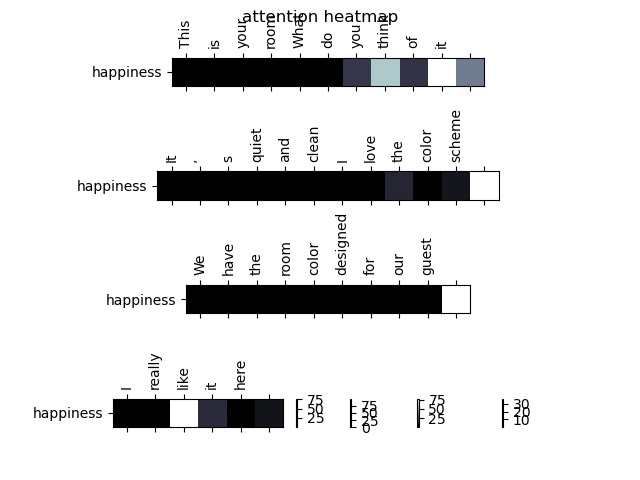 attention heatmap
This is your room What do you think of it
happiness
It ’ s quiet and clean I love the color scheme
happiness
We have the room color designed for our guest
happiness
I really like it here
happiness
75 50 25
75 50 25 0
75 50 25
30 20 10